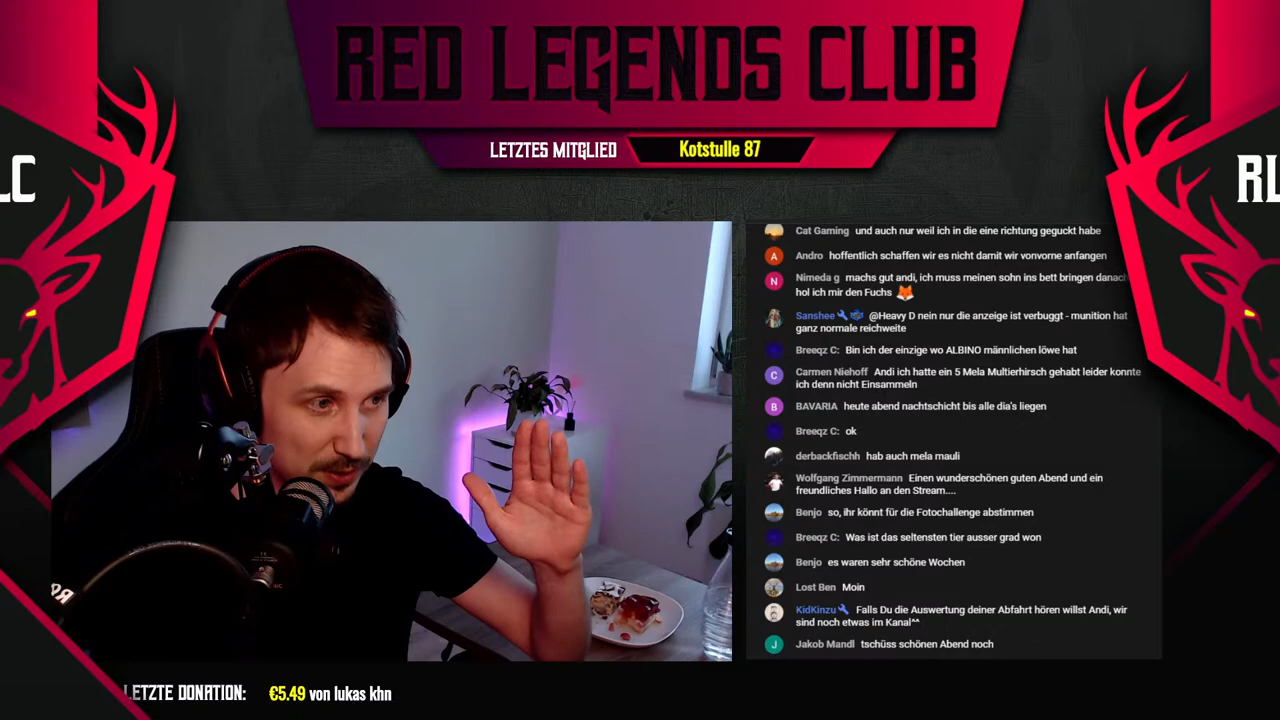 RED LEGENDS CLUB
LETZTES MITGLIED
Kotstulle 87
LC
RL
Cat Gaming und auch nur weil ich in die eine richtung geguckt habe
A
Andro hoffentlich schaffen wir es nicht damit wir vonvorne anfangen
N
Nimeda g machs gut andi, ich muss meinen sohn ins bett bringen danach
hol ich mir den Fuchs
Sanshee @Heavy D nein nur die anzeige ist verbuggt - munition hat
ganz normale reichweite
Breeqz C: Bin ich der einzige wo ALBINO männlichen löwe hat
C
Carmen Niehoff Andi ich hatte ein 5 Mela Multierhirsch gehabt leider konnte
ich denn nicht Einsammeln
B
BAVARIA heute abend nachtschicht bis alle dia's liegen
Breeqz C: ok
derbackfischh hab auch mela mauli
Wolfgang Zimmermann Einen wunderschönen guten Abend und ein
freundliches Hallo an den Stream....
Benjo so, ihr könnt für die Fotochallenge abstimmen
Breeqz C: Was ist das seltensten tier ausser grad won
Benjo es waren sehr schöne Wochen
Lost Ben Moin
KidKinzu Falls Du die Auswertung deiner Abfahrt hören willst Andi, wir
sind noch etwas im Kanal^^
J
Jakob Mandl tschüss schönen Abend noch
LETZTE DONATION: €5.49 von lukas khn